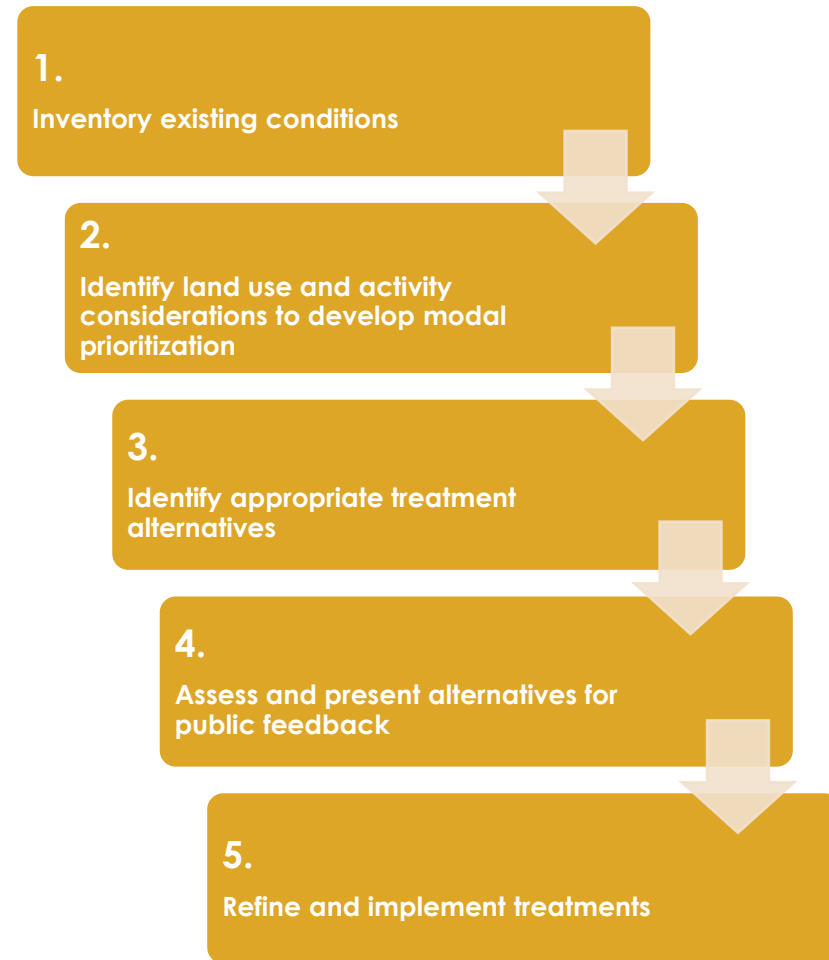 1.
Inventory existing conditions
2.
Identify land use and activity
considerations to develop modal
prioritization
3.
Identify appropriate treatment
alternatives
4.
Assess and present alternatives for
public feedback
5.
Refine and implement treatments